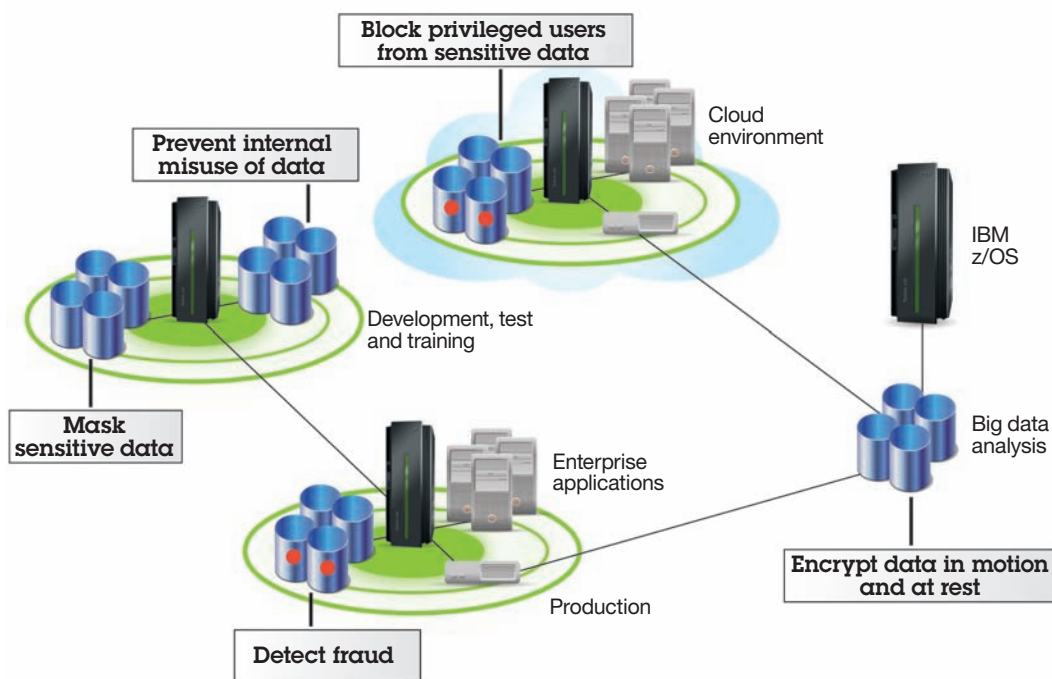 Block privileged users
from sensitive data
Cloud
environment
Prevent internal
misuse of data
IBM
z/OS
Development, test
and training
Mask
sensitive data
Big data
analysis
Enterprise
applications
Encrypt data in motion
and at rest
Production
Detect fraud